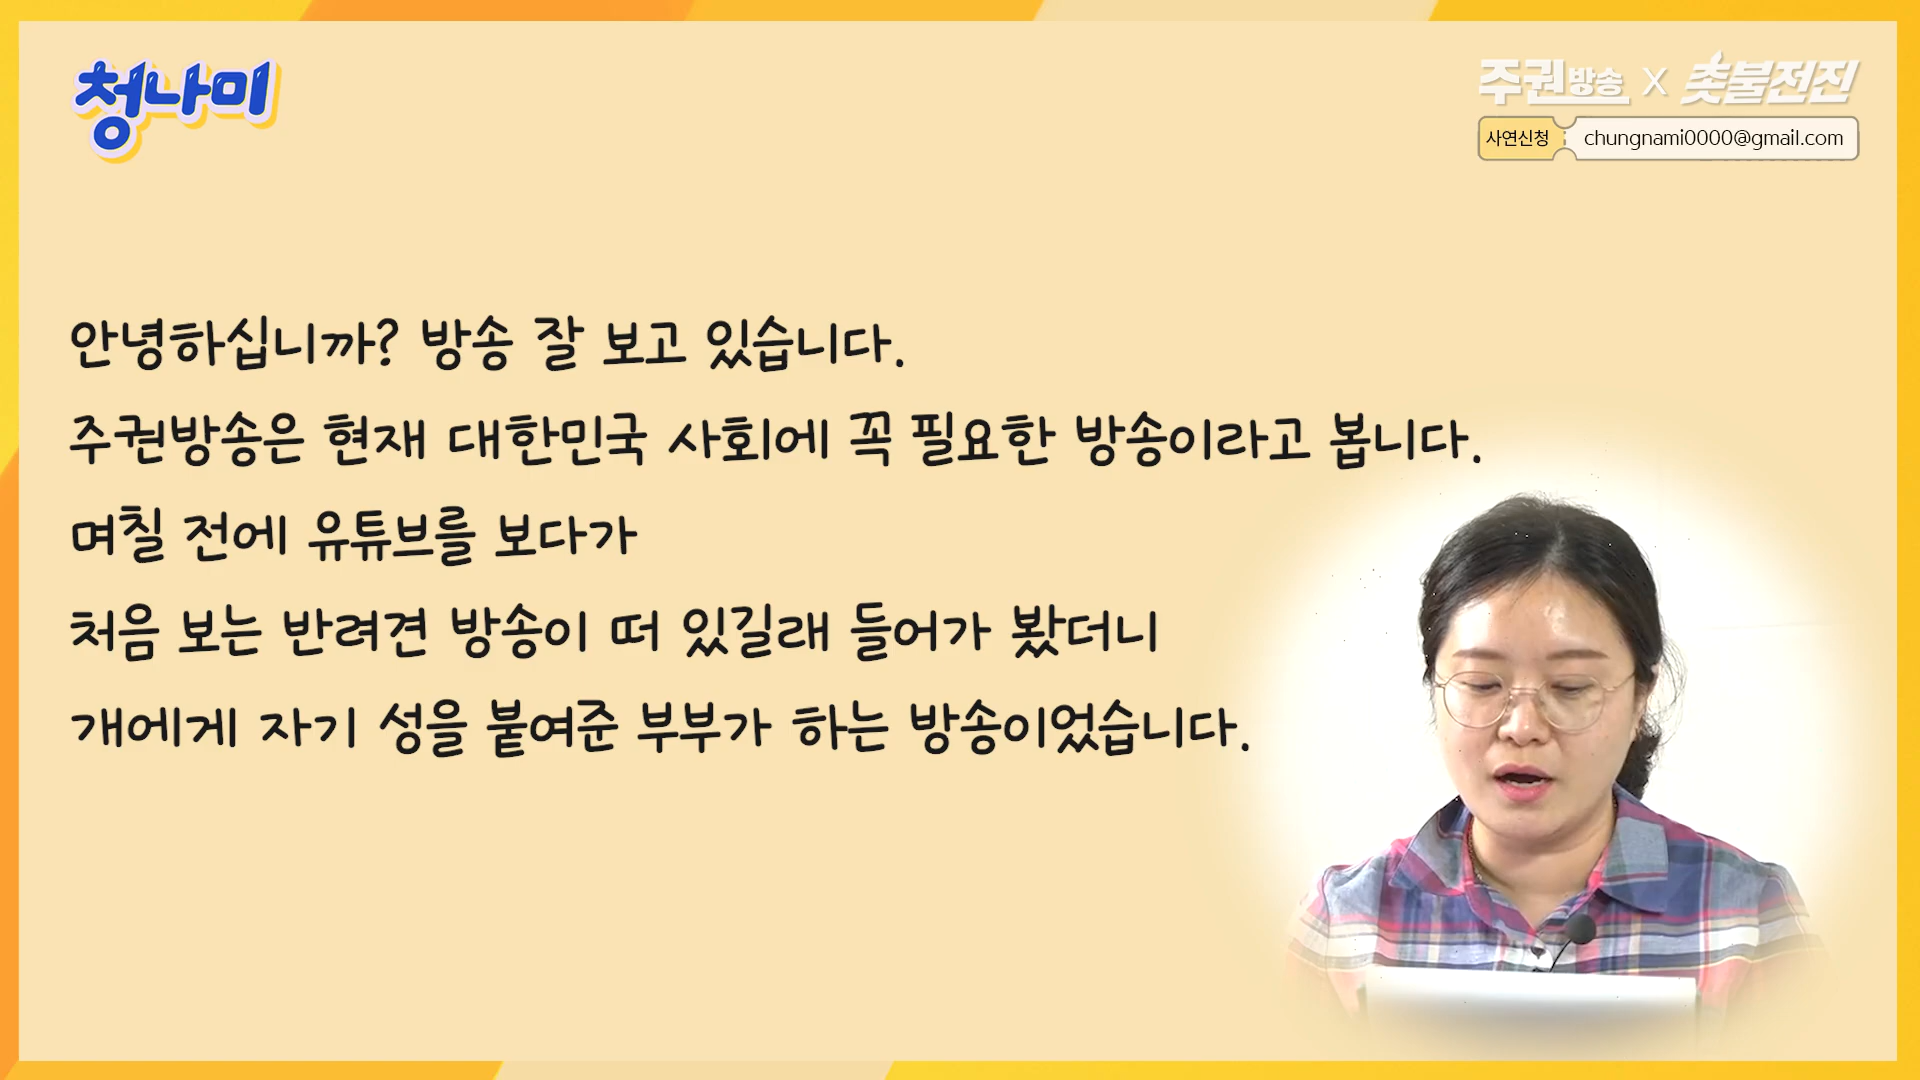 청나미
주권방송 X 촛불전진
사연신청 chungnami0000@gmail.com
안녕하십니까? 방송 잘 보고 있습니다.
주권방송은 현재 대한민국 사회에 꼭 필요한 방송이라고 봅니다.
며칠 전에 유튜브를 보다가
처음 보는 반려견 방송이 떠 있길래 들어가 봤더니
개에게 자기 성을 붙여준 부부가 하는 방송이었습니다.